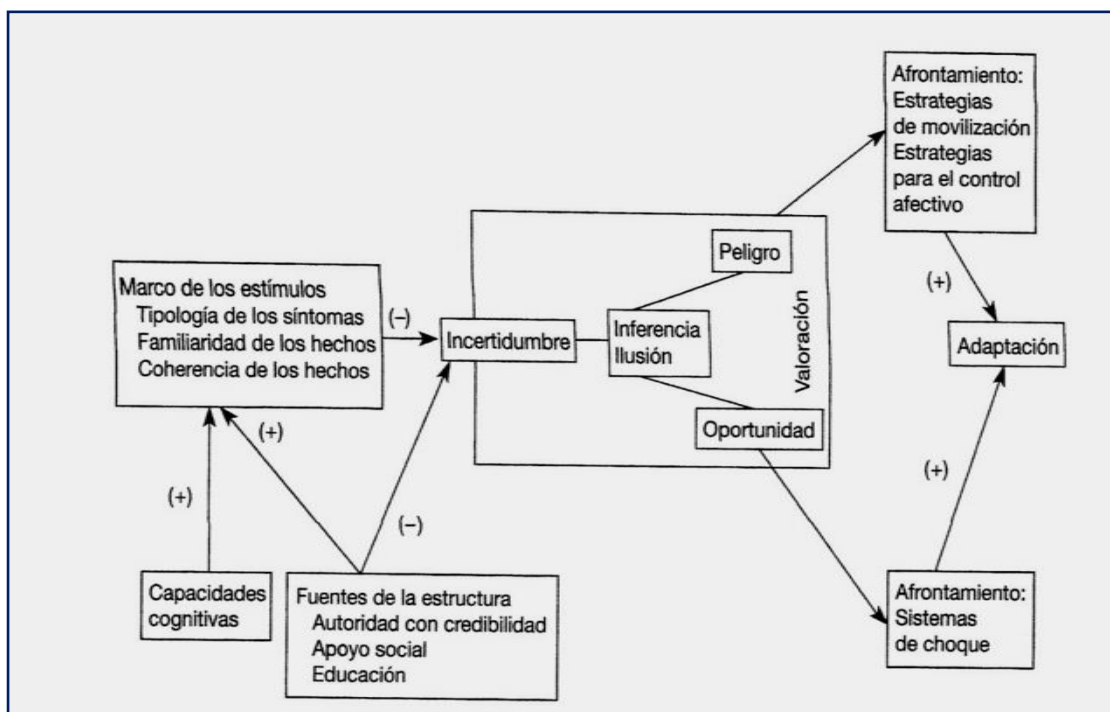 Afrontamiento:
Estrategias
de movilización
Estrategias
para el control
afectivo
Peligro
(+)
Marco de los estímulos
Tipología de los síntomas
Familiaridad de los hechos
Coherencia de los hechos
(–)
Incertidumbre
Inferencia
Ilusión
Valoración
Adaptación
Oportunidad
(+)
(+)
(+)
(–)
Capacidades
cognitivas
Fuentes de la estructura
Autoridad con credibilidad
Apoyo social
Educación
Afrontamiento:
Sistemas
de choque